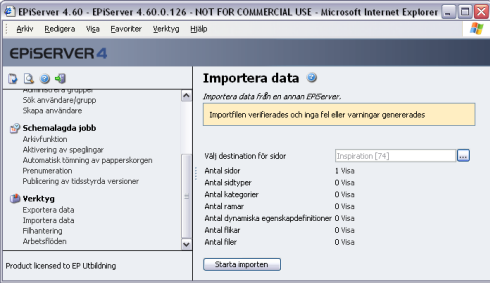 EPiServer 4.60 - EPiServer 4.60.0.126 - NOT FOR COMMERCIAL USE - Microsoft Internet Explorer
Arkiv Redigera Visa Favoriter Verktyg Hjälp
EPISERVER 4
Administrera grupper
Sök användare/grupp
Skapa användare
Schemalagda jobb
Arkivfunktion
Aktivering av speglingar
Automatisk tömning av papperskorgen
Prenumeration
Publicering av tidsstyrda versioner
Verktyg
Exportera data
Importera data
Filhantering
Arbetsflöden
Product licensed to EP Utbildning
Importera data
Importera data från en annan EPiServer.
Importfilen verifierades och inga fel eller varningar genererades
Välj destination för sidor Inspiration [74] ...
Antal sidor 1 Visa
Antal sidtyper 0 Visa
Antal kategorier 0 Visa
Antal ramar 0 Visa
Antal dynamiska egenskapdefinitioner 0 Visa
Antal flikar 0 Visa
Antal filer 0 Visa
Starta importen